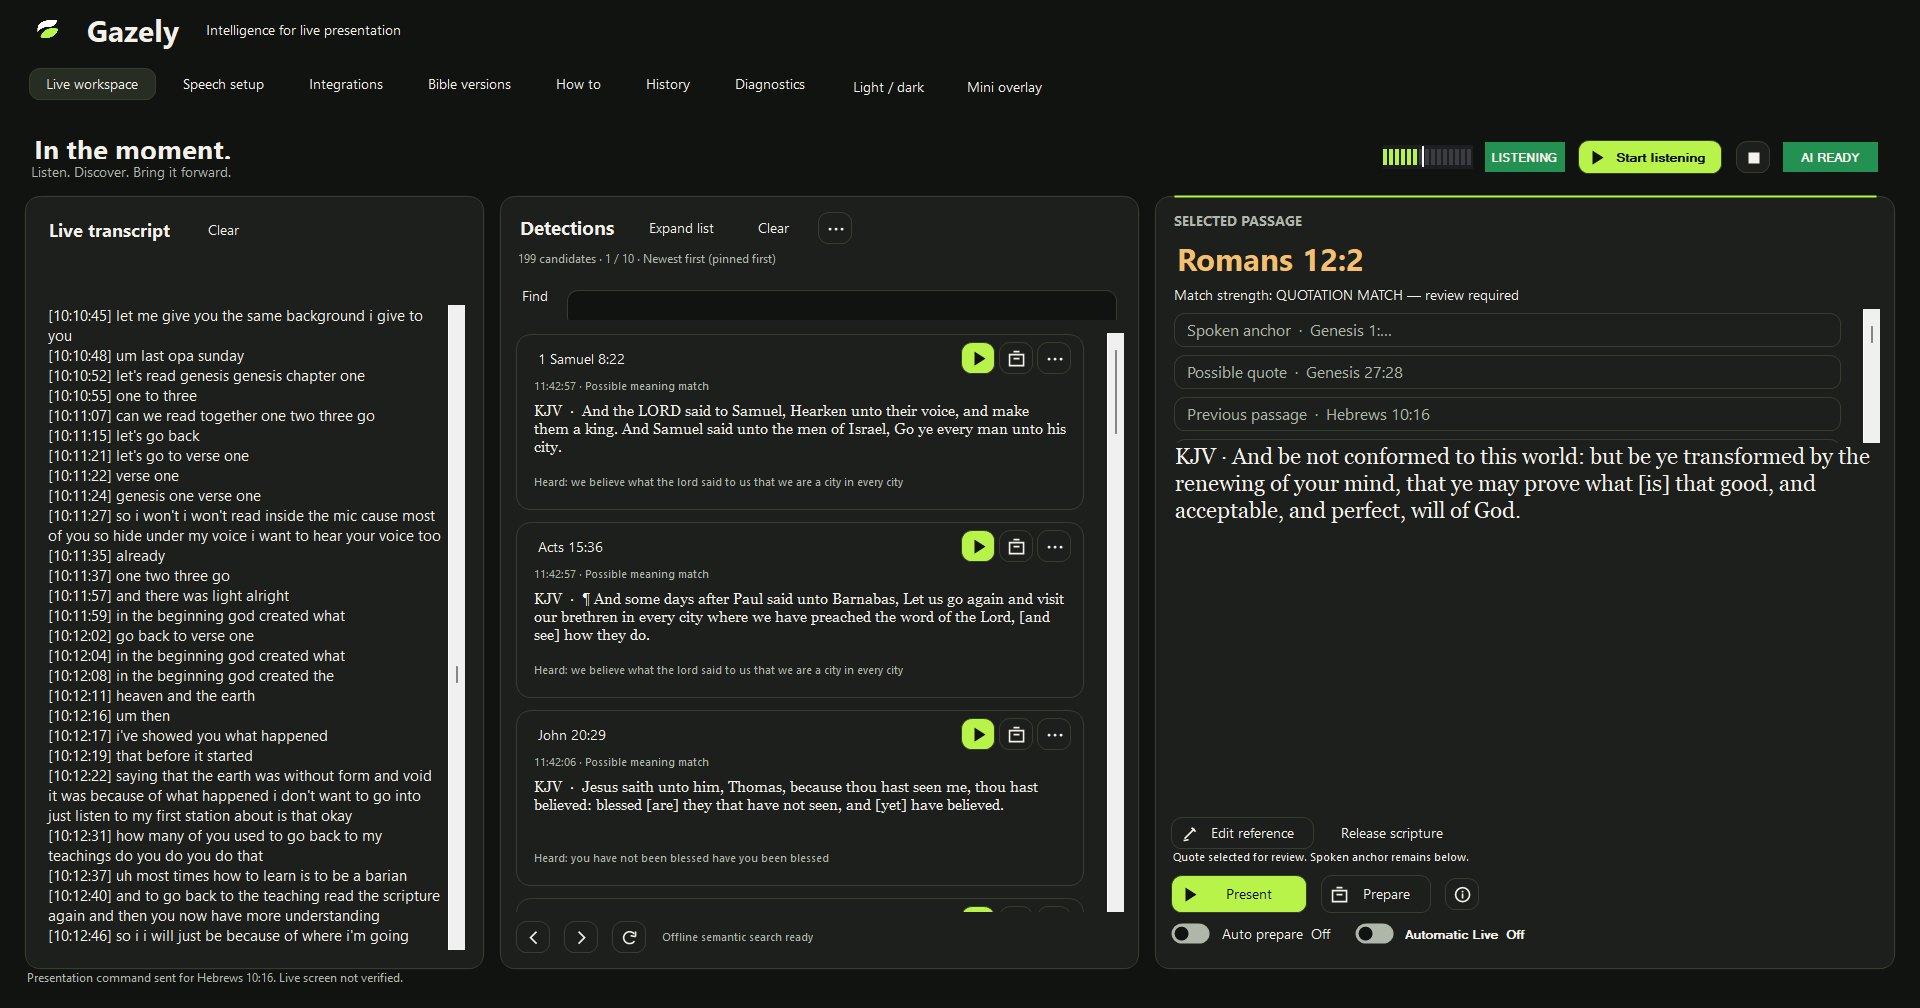 Gazely
Intelligence for live presentation
Live workspace
Speech setup
Integrations
Bible versions
How to
History
Diagnostics
Light / dark
Mini overlay
In the moment.
Listen. Discover. Bring it forward.
LISTENING
Start listening
AI READY
Live transcript
Clear
[10:10:45] let me give you the same background i give to
you
[10:10:48] um last opa sunday
[10:10:52] let's read genesis genesis chapter one
[10:10:55] one to three
[10:11:07] can we read together one two three go
[10:11:15] let's go back
[10:11:21] let's go to verse one
[10:11:22] verse one
[10:11:24] genesis one verse one
[10:11:27] so i won't i won't read inside the mic cause most
of you so hide under my voice i want to hear your voice too
[10:11:35] already
[10:11:37] one two three go
[10:11:57] and there was light alright
[10:11:59] in the beginning god created what
[10:12:02] go back to verse one
[10:12:04] in the beginning god created what
[10:12:08] in the beginning god created the
[10:12:11] heaven and the earth
[10:12:16] um then
[10:12:17] i've showed you what happened
[10:12:19] that before it started
[10:12:22] saying that the earth was without form and void
it was because of what happened i don't want to go into
just listen to my first station about is that okay
[10:12:31] how many of you used to go back to my
teachings do you do you do that
[10:12:37] uh most times how to learn is to be a barian
[10:12:40] and to go back to the teaching read the scripture
again and then you now have more understanding
[10:12:46] so i i will just be because of where i'm going
Presentation command sent for Hebrews 10:16. Live screen not verified.
Detections
Expand list
Clear
199 candidates · 1 / 10 · Newest first (pinned first)
Find
1 Samuel 8:22
11:42:57 · Possible meaning match
KJV · And the LORD said to Samuel, Hearken unto their voice, and make
them a king. And Samuel said unto the men of Israel, Go ye every man unto his
city.
Heard: we believe what the lord said to us that we are a city in every city
Acts 15:36
11:42:57 · Possible meaning match
KJV · ¶ And some days after Paul said unto Barnabas, Let us go again and visit
our brethren in every city where we have preached the word of the Lord, [and
see] how they do.
Heard: we believe what the lord said to us that we are a city in every city
John 20:29
11:42:06 · Possible meaning match
KJV · Jesus saith unto him, Thomas, because thou hast seen me, thou hast
believed: blessed [are] they that have not seen, and [yet] have believed.
Heard: you have not been blessed have you been blessed
Offline semantic search ready
SELECTED PASSAGE
Romans 12:2
Match strength: QUOTATION MATCH — review required
Spoken anchor · Genesis 1:...
Possible quote · Genesis 27:28
Previous passage · Hebrews 10:16
KJV · And be not conformed to this world: but be ye transformed by the
renewing of your mind, that ye may prove what [is] that good, and
acceptable, and perfect, will of God.
Edit reference
Release scripture
Quote selected for review. Spoken anchor remains below.
Present
Prepare
Auto prepare Off
Automatic Live Off